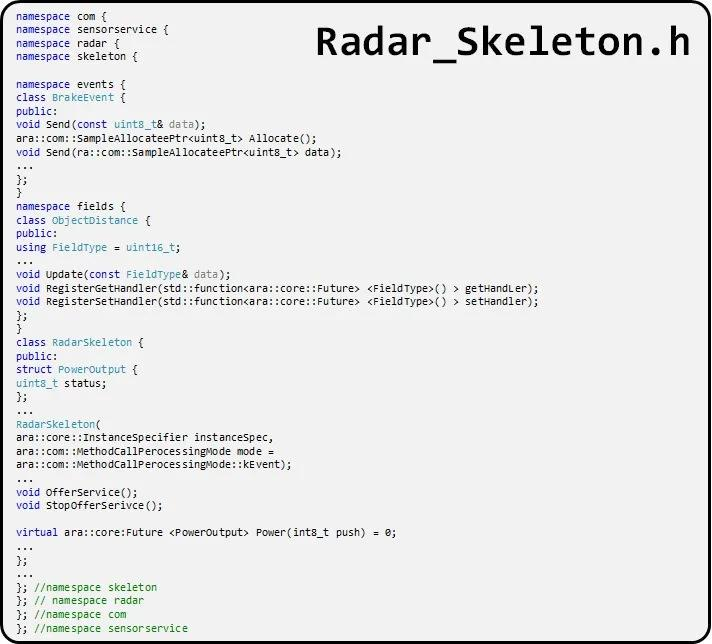 Radar_Skeleton.h
namespace com {
namespace sensorservice {
namespace radar {
namespace skeleton {
namespace events {
class BrakeEvent {
public:
void Send(const uint8_t& data);
ara::com::SampleAllocateePtr<uint8_t> Allocate();
void Send(ra::com::SampleAllocateePtr<uint8_t> data);
...
};
}
namespace fields {
class ObjectDistance {
public:
using FieldType = uint16_t;
...
void Update(const FieldType& data);
void RegisterGetHandler(std::function<ara::core::Future> <FieldType>() > getHandLer);
void RegisterSetHandler(std::function<ara::core::Future> <FieldType>() > setHandler);
};
}
class RadarSkeleton {
public:
struct PowerOutput {
uint8_t status;
};
...
RadarSkeleton(
ara::core::InstanceSpecifier instanceSpec,
ara::com::MethodCallPerocessingMode mode =
ara::com::MethodCallPerocessingMode::kEvent);
...
void OfferService();
void StopOfferSerivce();
virtual ara::core:Future <PowerOutput> Power(int8_t push) = 0;
...
};
...
}; //namespace skeleton
}; // namespace radar
}; //namespace com
}; //namespace sensorservice